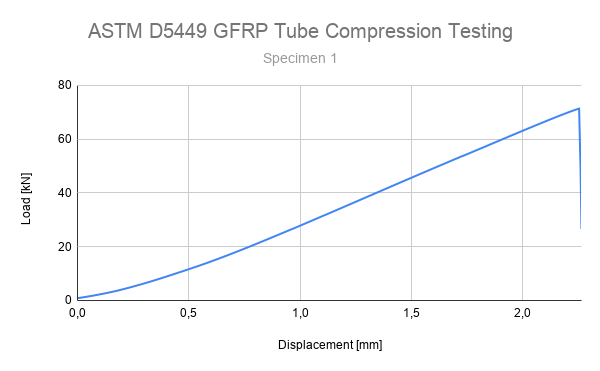 ASTM D5449 GFRP Tube Compression Testing
Specimen 1
80
60
40
20
0
Load [kN]
0,0 0,5 1,0 1,5 2,0
Displacement [mm]